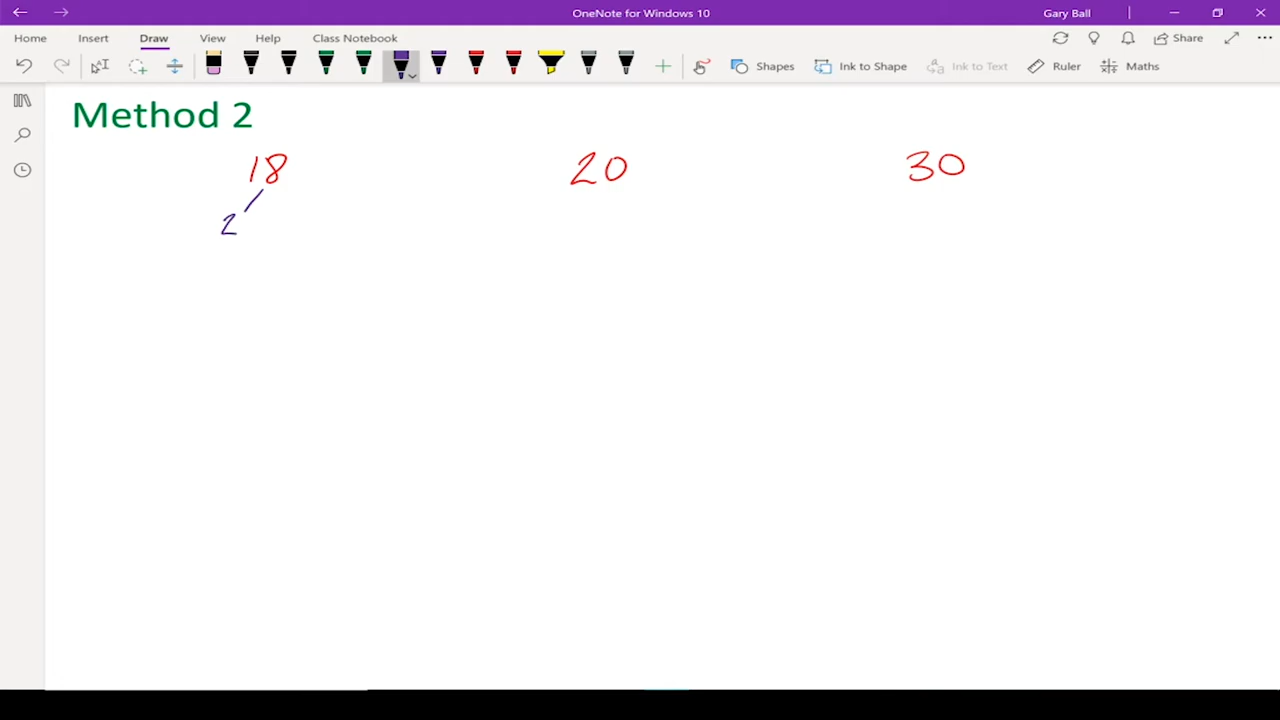 OneNote for Windows 10 Gary Ball
Home Insert Draw View Help Class Notebook Share
Shapes Ink to Shape Ink to Text Ruler Maths
Method 2
18 20 30
2